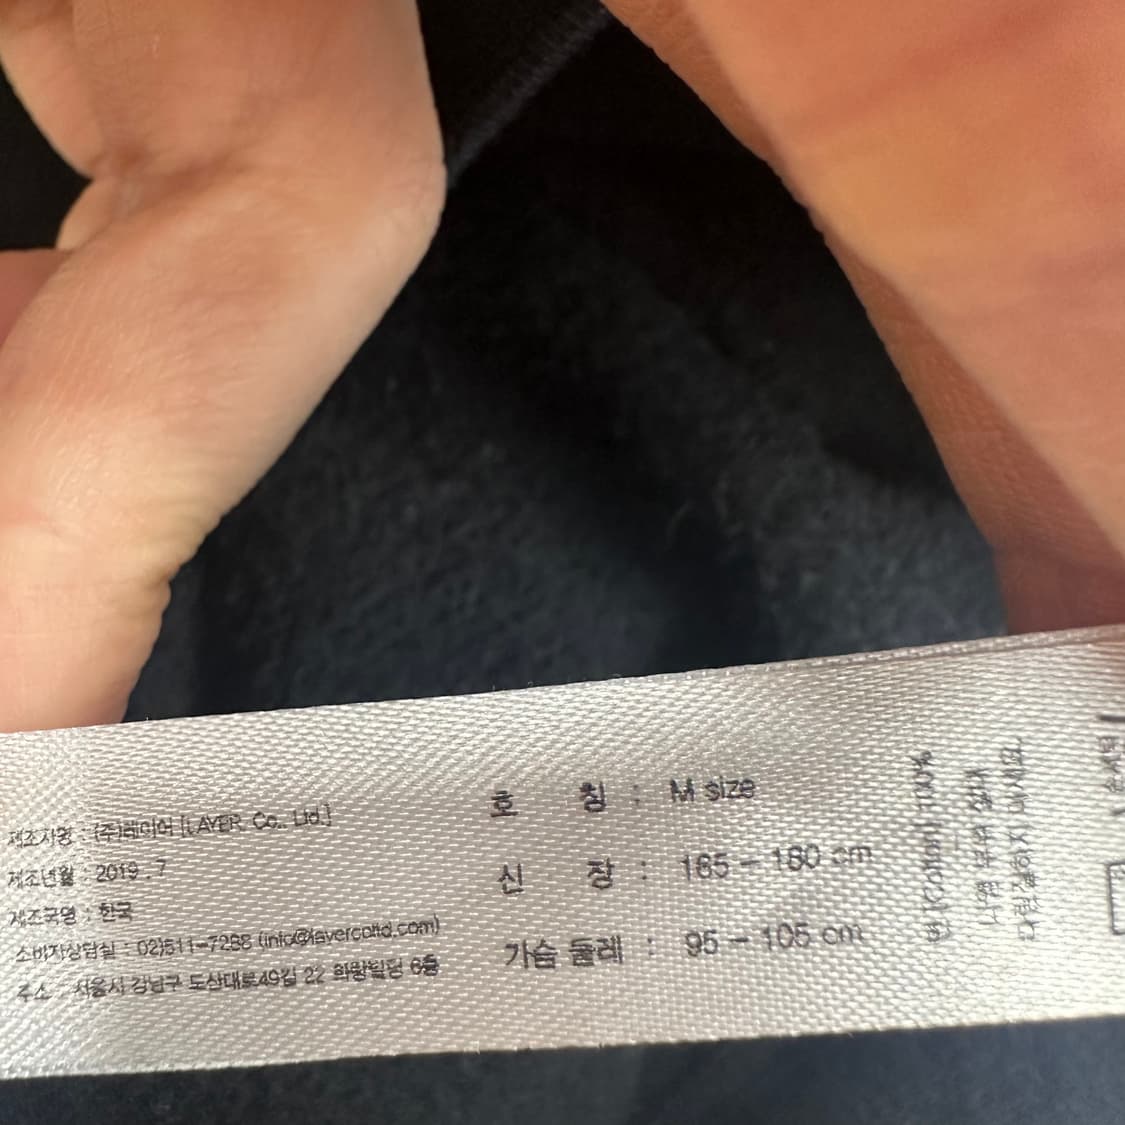 제조자명 : (주)레이어 [LAYER. Co., Ltd.]
제조년월 : 2019 . 7
제조국명 : 한국
소비자상담실 : 02)511-7288 (info@layercoltd.com)
주소 : 서울시 강남구 도산대로49길 22 희망빌딩 6층
호 칭 : M size
신 장 : 165 - 180 cm
가슴 둘레 : 95 - 105 cm
면(Cotton) 100%